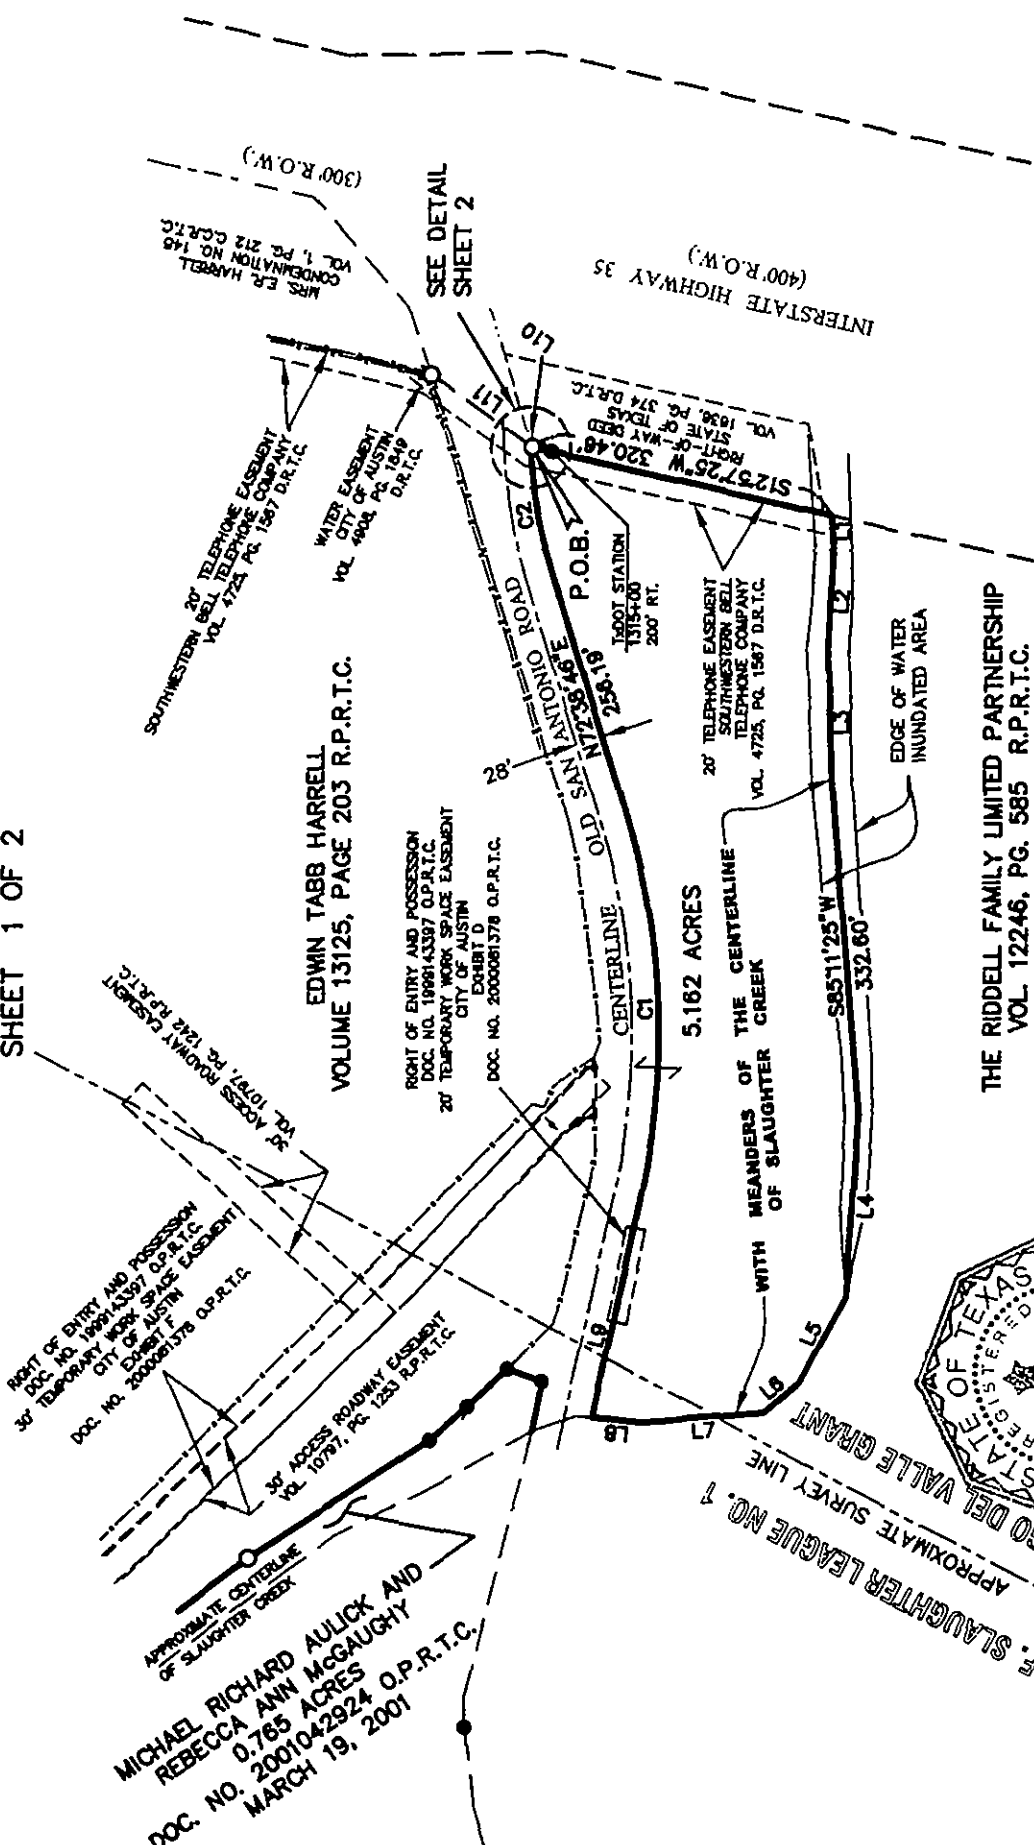 SHEET 1 OF 2
(300' R.O.W.)
MRS. E.R. HARRELL
CONDEMNATION NO. 146
VOL. 1, PG. 212 C.C.R.T.C.
SEE DETAIL
SHEET 2
INTERSTATE HIGHWAY 35
(400' R.O.W.)
20' TELEPHONE EASEMENT
SOUTHWESTERN BELL TELEPHONE COMPANY
VOL. 4725, PG. 1567 D.R.T.C.
WATER EASEMENT
CITY OF AUSTIN
VOL. 4908, PG. 1849
D.R.T.C.
L11
L10
RIGHT-OF-WAY DEED
STATE OF TEXAS
VOL. 1636, PG. 374 D.R.T.C.
S12°57'25"W 320.46'
C2
P.O.B.
TxDOT STATION
1315+00
200' RT.
EDWIN TABB HARRELL
VOLUME 13125, PAGE 203 R.P.R.T.C.
28'
CENTERLINE OLD SAN ANTONIO ROAD
N72°38'46"E
256.19'
20' TELEPHONE EASEMENT
SOUTHWESTERN BELL
TELEPHONE COMPANY
VOL. 4725, PG. 1567 D.R.T.C.
L1
L2
L3
EDGE OF WATER
INUNDATED AREA
RIGHT OF ENTRY AND POSSESSION
DOC. NO. 1999143397 O.P.R.T.C.
20' TEMPORARY WORK SPACE EASEMENT
CITY OF AUSTIN
EXHIBIT D
DOC. NO. 2000081378 O.P.R.T.C.
C1
5.162 ACRES
WITH MEANDERS OF THE CENTERLINE
OF SLAUGHTER CREEK
S85°11'25"W
332.60'
THE RIDDELL FAMILY LIMITED PARTNERSHIP
VOL. 12246, PG. 585 R.P.R.T.C.
30' ACCESS ROADWAY EASEMENT
VOL. 10797, PG. 1242 R.P.R.T.C.
RIGHT OF ENTRY AND POSSESSION
DOC. NO. 1999143397 O.P.R.T.C.
30' TEMPORARY WORK SPACE EASEMENT
CITY OF AUSTIN
EXHIBIT F
DOC. NO. 2000081378 O.P.R.T.C.
30' ACCESS ROADWAY EASEMENT
VOL. 10797, PG. 1253 R.P.R.T.C.
L9
L8
L7
L6
L5
L4
APPROXIMATE CENTERLINE
OF SLAUGHTER CREEK
MICHAEL RICHARD AULICK AND
REBECCA ANN McGAUGHY
0.765 ACRES
DOC. NO. 2001042924 O.P.R.T.C.
MARCH 19, 2001
DEL VALLE GRANT
APPROXIMATE SURVEY LINE
SLAUGHTER LEAGUE NO. 1
STATE OF TEXAS
REGISTERED